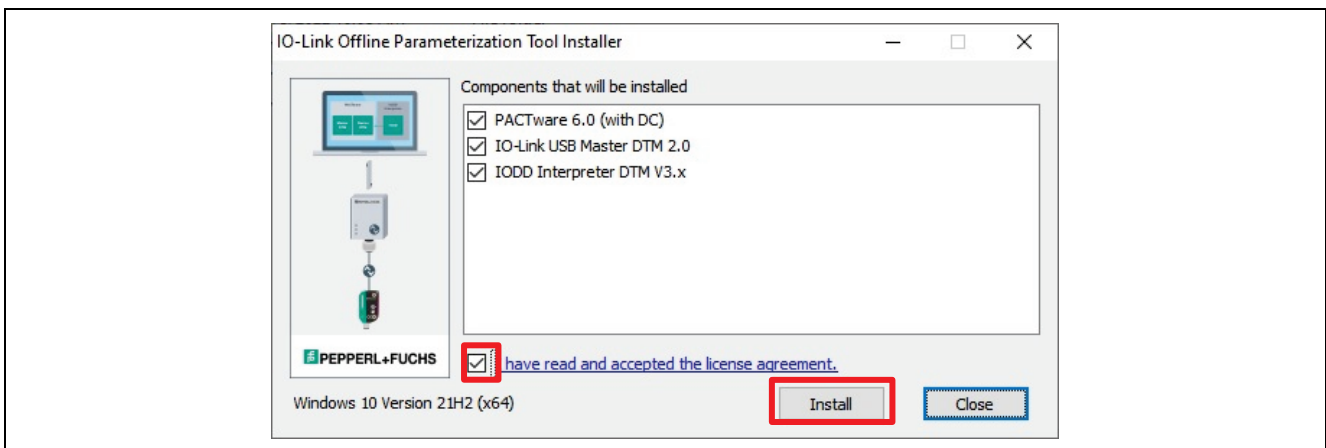 IO-Link Offline Parameterization Tool Installer
Components that will be installed
PACTware 6.0 (with DC)
IO-Link USB Master DTM 2.0
IODD Interpreter DTM V3.x
PEPPERL+FUCHS
have read and accepted the license agreement.
Windows 10 Version 21H2 (x64)
Install
Close